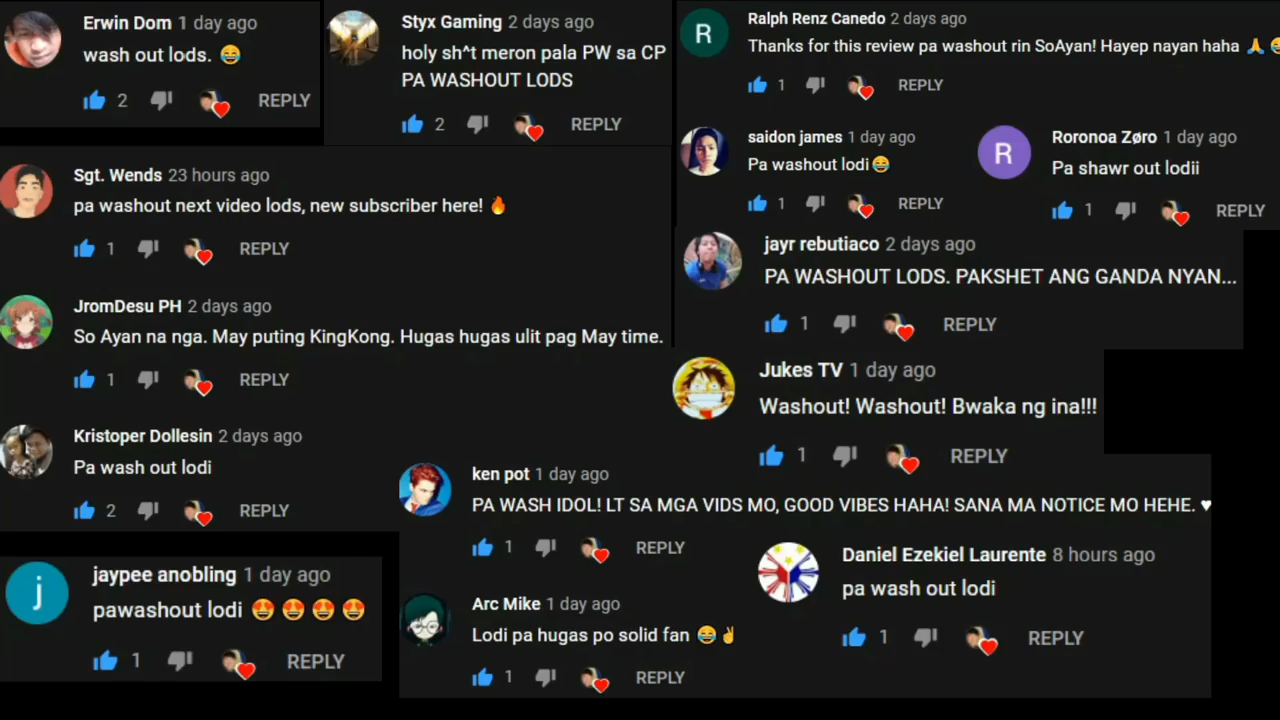 Erwin Dom 1 day ago
wash out lods. 😂
2 REPLY
Styx Gaming 2 days ago
holy sh^t meron pala PW sa CP
PA WASHOUT LODS
2 REPLY
Ralph Renz Canedo 2 days ago
Thanks for this review pa washout rin SoAyan! Hayep nayan haha 🙏 😂
1 REPLY
saidon james 1 day ago
Pa washout lodi😂
1 REPLY
Roronoa Zøro 1 day ago
Pa shawr out lodii
1 REPLY
Sgt. Wends 23 hours ago
pa washout next video lods, new subscriber here! 🔥
1 REPLY
jayr rebutiaco 2 days ago
PA WASHOUT LODS. PAKSHET ANG GANDA NYAN...
1 REPLY
JromDesu PH 2 days ago
So Ayan na nga. May puting KingKong. Hugas hugas ulit pag May time.
1 REPLY
Jukes TV 1 day ago
Washout! Washout! Bwaka ng ina!!!
1 REPLY
Kristoper Dollesin 2 days ago
Pa wash out lodi
2 REPLY
ken pot 1 day ago
PA WASH IDOL! LT SA MGA VIDS MO, GOOD VIBES HAHA! SANA MA NOTICE MO HEHE. ♥
1 REPLY
R
R
j
jaypee anobling 1 day ago
pawashout lodi 😍 😍 😍 😍
1 REPLY
Arc Mike 1 day ago
Lodi pa hugas po solid fan 😂✌
1 REPLY
Daniel Ezekiel Laurente 8 hours ago
pa wash out lodi
1 REPLY